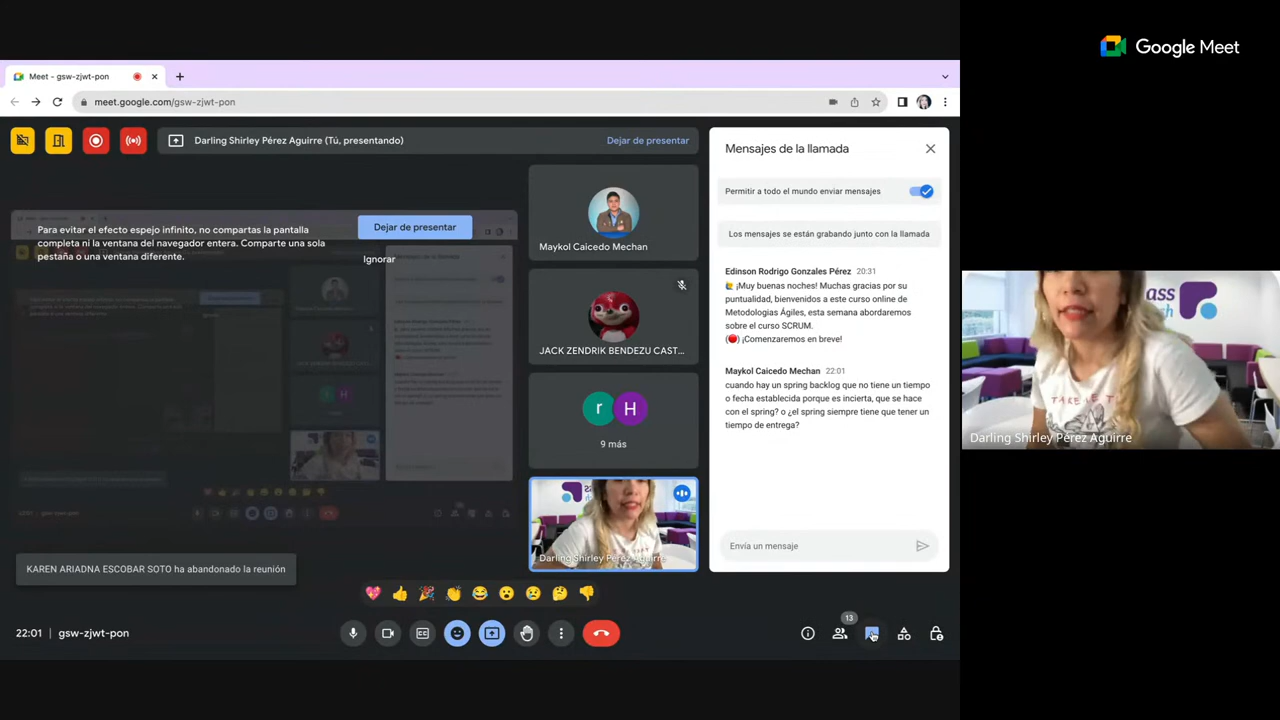 Google Meet
Meet - gsw-zjwt-pon
meet.google.com/gsw-zjwt-pon
Darling Shirley Pérez Aguirre (Tú, presentando)
Dejar de presentar
Para evitar el efecto espejo infinito, no compartas la pantalla
completa ni la ventana del navegador entera. Comparte una sola
pestaña o una ventana diferente.
Dejar de presentar
Ignorar
Maykol Caicedo Mechan
JACK ZENDRIK BENDEZU CAST...
r H
9 más
Darling Shirley Pérez Aguirre
KAREN ARIADNA ESCOBAR SOTO ha abandonado la reunión
Mensajes de la llamada
Permitir a todo el mundo enviar mensajes
Los mensajes se están grabando junto con la llamada
Edinson Rodrigo Gonzales Pérez 20:31
🙋 ¡Muy buenas noches! Muchas gracias por su
puntualidad, bienvenidos a este curso online de
Metodologias Ágiles, esta semana abordaremos
sobre el curso SCRUM.
(🔴) ¡Comenzaremos en breve!
Maykol Caicedo Mechan 22:01
cuando hay un spring backlog que no tiene un tiempo
o fecha establecida porque es incierta, que se hace
con el spring? o ¿el spring siempre tiene que tener un
tiempo de entrega?
Envía un mensaje
22:01 gsw-zjwt-pon
13
ass
Darling Shirley Pérez Aguirre